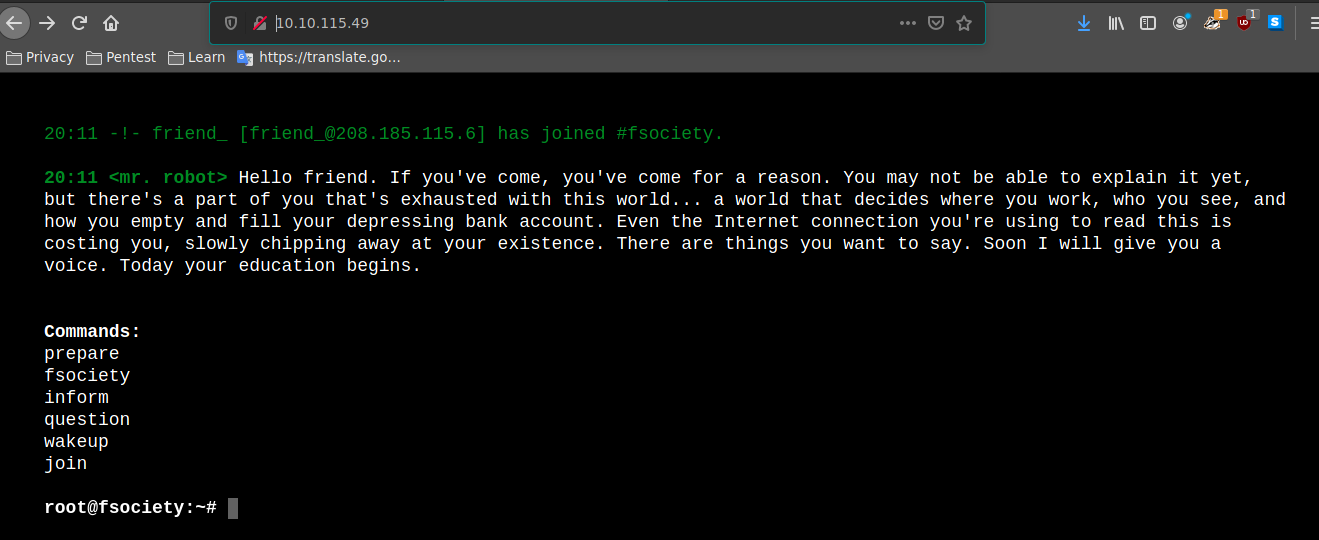 10.10.115.49
1
1
Privacy Pentest Learn https://translate.go…
20:11 -!- friend_ [friend_@208.185.115.6] has joined #fsociety.
20:11 <mr. robot> Hello friend. If you've come, you've come for a reason. You may not be able to explain it yet,
but there's a part of you that's exhausted with this world... a world that decides where you work, who you see, and
how you empty and fill your depressing bank account. Even the Internet connection you're using to read this is
costing you, slowly chipping away at your existence. There are things you want to say. Soon I will give you a
voice. Today your education begins.
Commands:
prepare
fsociety
inform
question
wakeup
join
root@fsociety:~#